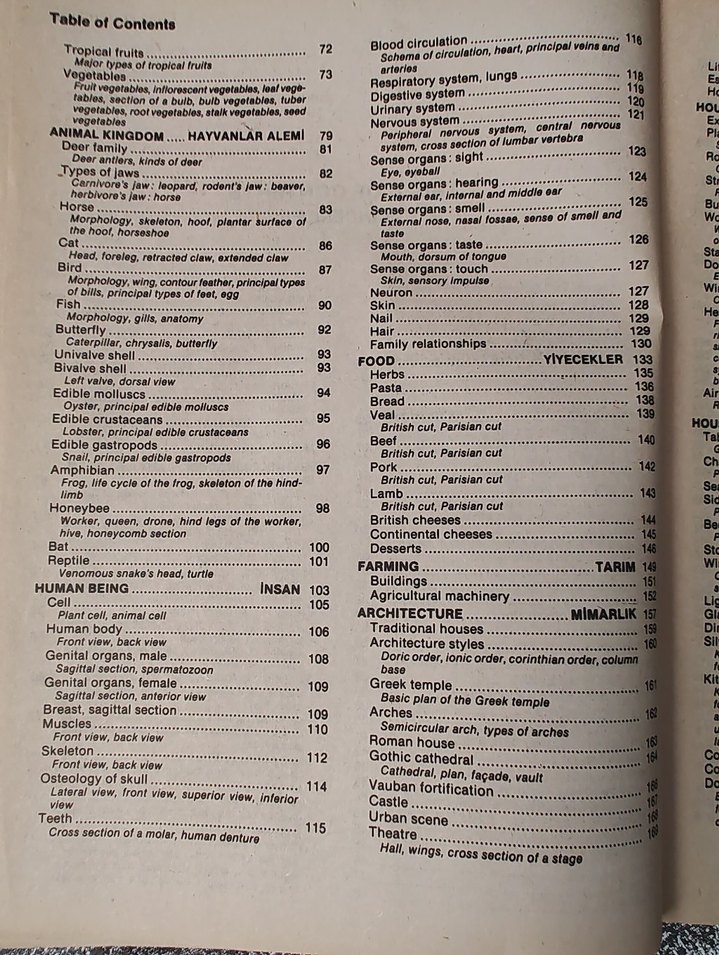 Table of Contents
Tropical fruits 72
Major types of tropical fruits
Vegetables 73
Fruit vegetables, inflorescent vegetables, leaf vege-
tables, section of a bulb, bulb vegetables, tuber
vegetables, root vegetables, stalk vegetables, seed
vegetables
ANIMAL KINGDOM ..... HAYVANLAR ALEMİ 79
Deer family 81
Deer antlers, kinds of deer
Types of jaws 82
Carnivore's jaw: leopard, rodent's jaw: beaver,
herbivore's jaw: horse
Horse 83
Morphology, skeleton, hoof, plantar surface of
the hoof, horseshoe
Cat 86
Head, foreleg, retracted claw, extended claw
Bird 87
Morphology, wing, contour feather, principal types
of bills, principal types of feet, egg
Fish 90
Morphology, gills, anatomy
Butterfly 92
Caterpillar, chrysalis, butterfly
Univalve shell 93
Bivalve shell 93
Left valve, dorsal view
Edible molluscs 94
Oyster, principal edible molluscs
Edible crustaceans 95
Lobster, principal edible crustaceans
Edible gastropods 96
Snail, principal edible gastropods
Amphibian 97
Frog, life cycle of the frog, skeleton of the hind-
limb
Honeybee 98
Worker, queen, drone, hind legs of the worker,
hive, honeycomb section
Bat 100
Reptile 101
Venomous snake's head, turtle
HUMAN BEING İNSAN 103
Cell 105
Plant cell, animal cell
Human body 106
Front view, back view
Genital organs, male 108
Sagittal section, spermatozoon
Genital organs, female 109
Sagittal section, anterior view
Breast, sagittal section 109
Muscles 110
Front view, back view
Skeleton 112
Front view, back view
Osteology of skull 114
Lateral view, front view, superior view, inferior
view
Teeth 115
Cross section of a molar, human denture
Blood circulation 116
Schema of circulation, heart, principal veins and
arteries
Respiratory system, lungs 118
Digestive system 119
Urinary system 120
Nervous system 121
Peripheral nervous system, central nervous
system, cross section of lumbar vertebra
Sense organs: sight 123
Eye, eyeball
Sense organs: hearing 124
External ear, internal and middle ear
Sense organs: smell 125
External nose, nasal fossae, sense of smell and
taste
Sense organs: taste 126
Mouth, dorsum of tongue
Sense organs: touch 127
Skin, sensory impulse
Neuron 127
Skin 128
Nail 129
Hair 129
Family relationships 130
FOOD YİYECEKLER 133
Herbs 135
Pasta 136
Bread 138
Veal 139
British cut, Parisian cut
Beef 140
British cut, Parisian cut
Pork 142
British cut, Parisian cut
Lamb 143
British cut, Parisian cut
British cheeses 144
Continental cheeses 145
Desserts 146
FARMING TARIM 149
Buildings 151
Agricultural machinery 152
ARCHITECTURE MİMARLIK 157
Traditional houses 159
Architecture styles 160
Doric order, ionic order, corinthian order, column
base
Greek temple 161
Basic plan of the Greek temple
Arches 162
Semicircular arch, types of arches
Roman house 163
Gothic cathedral 164
Cathedral, plan, façade, vault
Vauban fortification 166
Castle 167
Urban scene 168
Theatre 169
Hall, wings, cross section of a stage